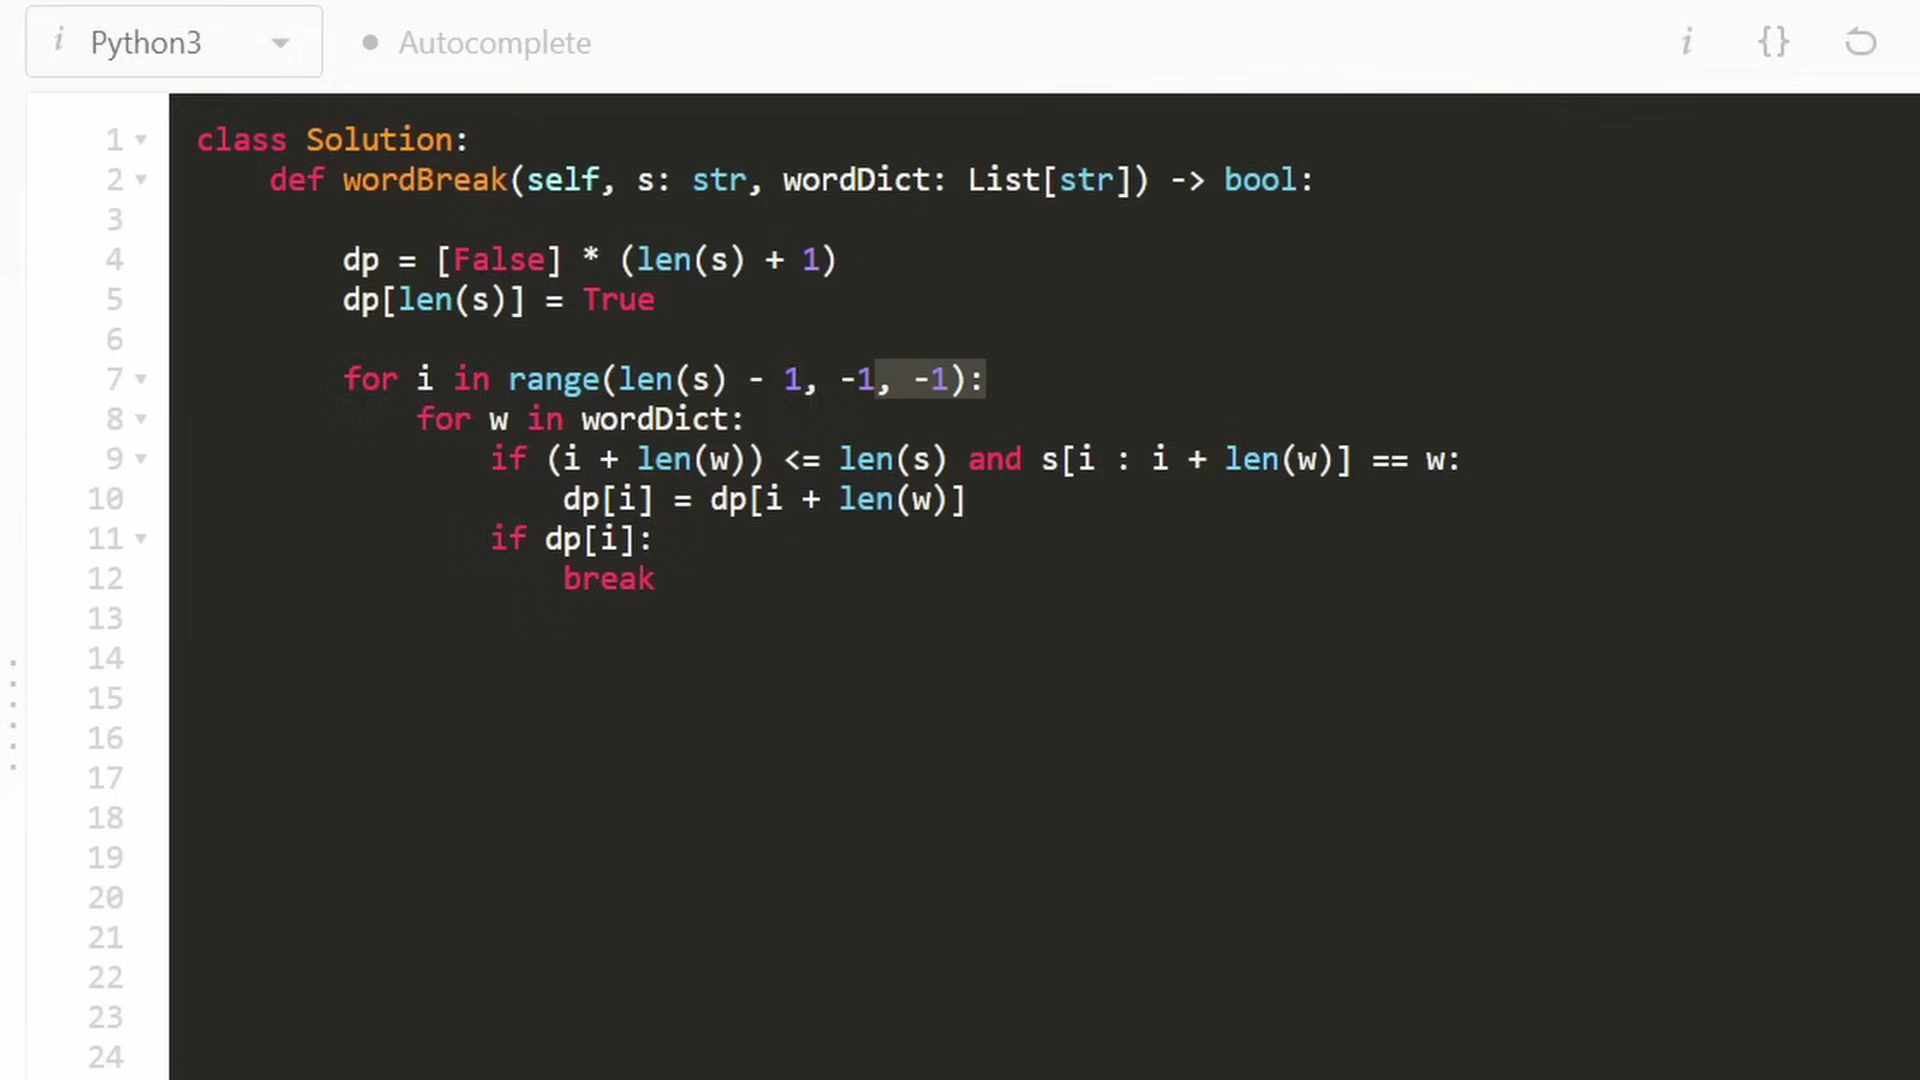 i Python3 Autocomplete i {}
1 class Solution:
2     def wordBreak(self, s: str, wordDict: List[str]) -> bool:
3
4         dp = [False] * (len(s) + 1)
5         dp[len(s)] = True
6
7         for i in range(len(s) - 1, -1, -1):
8             for w in wordDict:
9                 if (i + len(w)) <= len(s) and s[i : i + len(w)] == w:
10                     dp[i] = dp[i + len(w)]
11                 if dp[i]:
12                     break
13
14
15
16
17
18
19
20
21
22
23
24